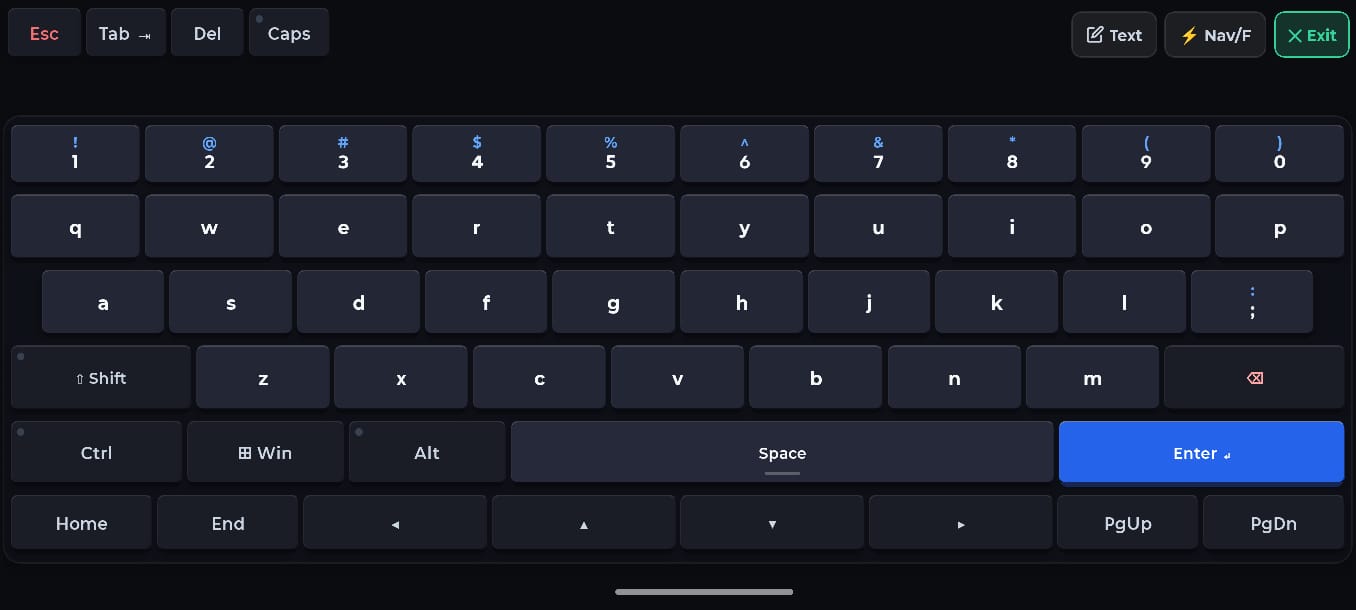 Esc Tab ⇥ Del Caps Text ⚡ Nav/F ✕ Exit
! @ # $ % ^ & * ( )
1 2 3 4 5 6 7 8 9 0
q w e r t y u i o p
a s d f g h j k l :
;
⇧ Shift z x c v b n m ⌫
Ctrl ⊞ Win Alt Space Enter ↲
Home End ◂ ▴ ▾ ▸ PgUp PgDn